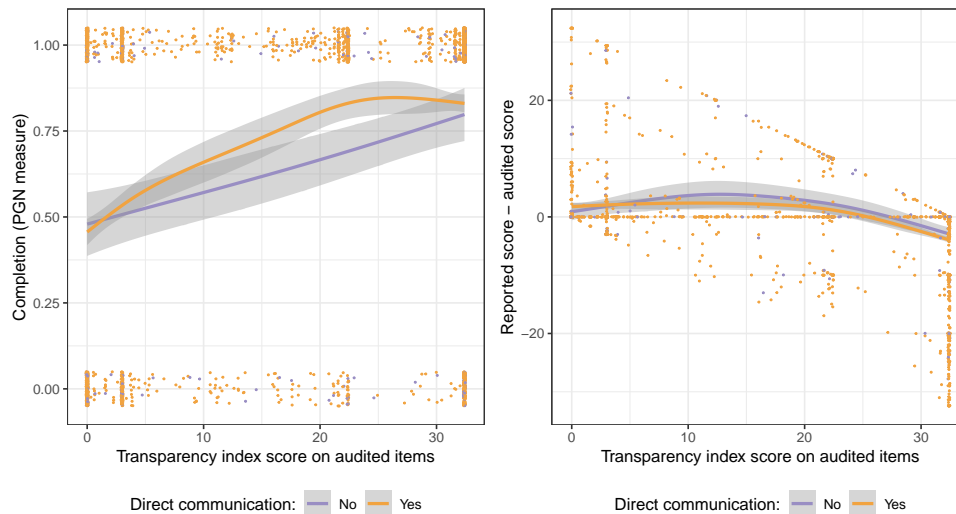 Completion (PGN measure)
1.00
0.75
0.50
0.25
0.00
0 10 20 30
Transparency index score on audited items
Direct communication: No Yes
Reported score − audited score
20
0
−20
0 10 20 30
Transparency index score on audited items
Direct communication: No Yes